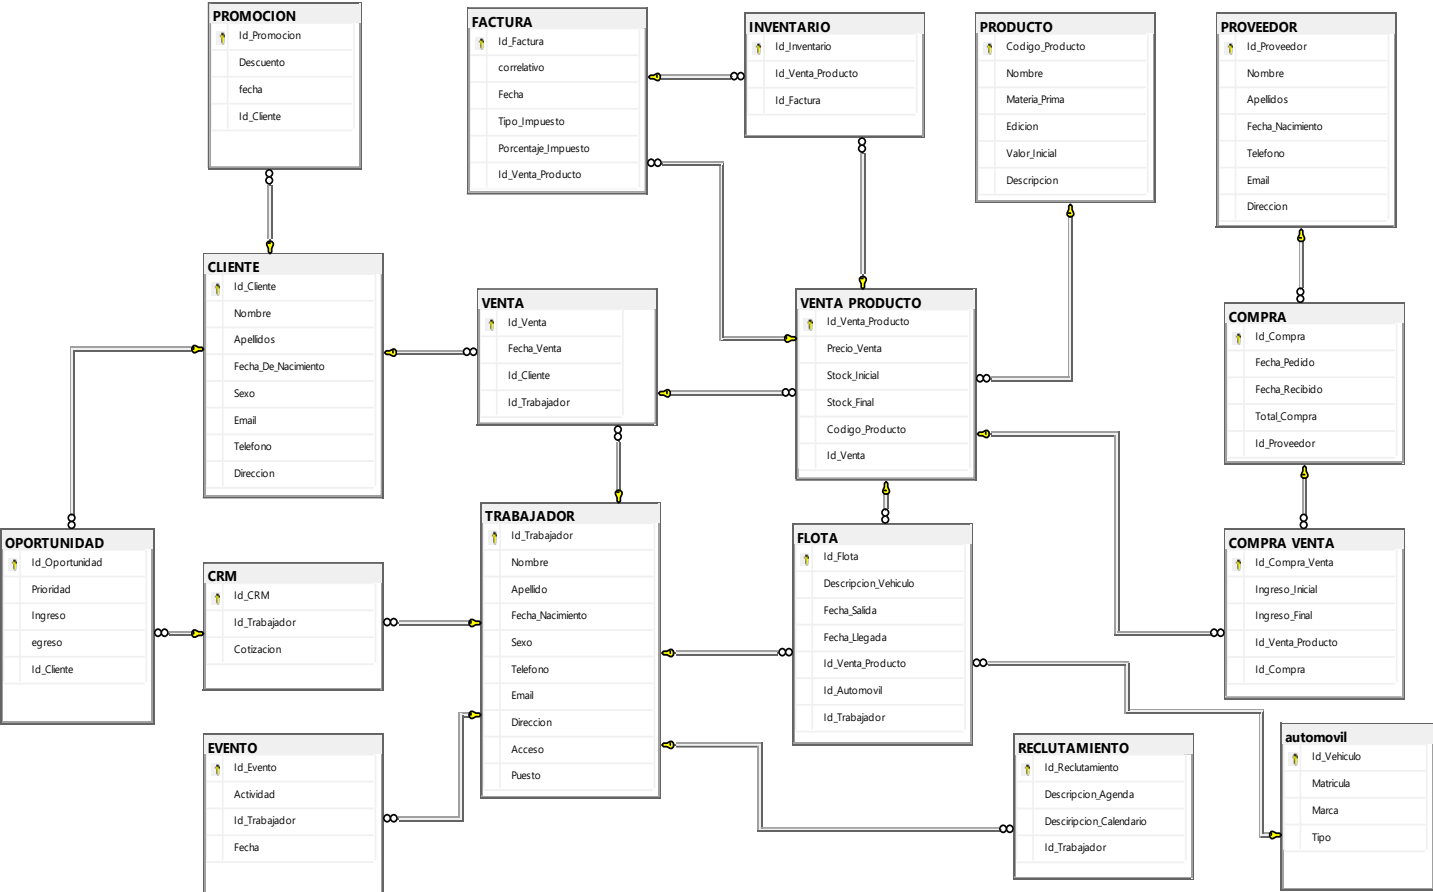 PROMOCION
Id_Promocion
Descuento
fecha
Id_Cliente
FACTURA
Id_Factura
correlativo
Fecha
Tipo_Impuesto
Porcentaje_Impuesto
Id_Venta_Producto
INVENTARIO
Id_Inventario
Id_Venta_Producto
Id_Factura
PRODUCTO
Codigo_Producto
Nombre
Materia_Prima
Edicion
Valor_Inicial
Descripcion
PROVEEDOR
Id_Proveedor
Nombre
Apellidos
Fecha_Nacimiento
Telefono
Email
Direccion
CLIENTE
Id_Cliente
Nombre
Apellidos
Fecha_De_Nacimiento
Sexo
Email
Telefono
Direccion
VENTA
Id_Venta
Fecha_Venta
Id_Cliente
Id_Trabajador
VENTA PRODUCTO
Id_Venta_Producto
Precio_Venta
Stock_Inicial
Stock_Final
Codigo_Producto
Id_Venta
COMPRA
Id_Compra
Fecha_Pedido
Fecha_Recibido
Total_Compra
Id_Proveedor
OPORTUNIDAD
Id_Oportunidad
Prioridad
Ingreso
egreso
Id_Cliente
CRM
Id_CRM
Id_Trabajador
Cotizacion
TRABAJADOR
Id_Trabajador
Nombre
Apellido
Fecha_Nacimiento
Sexo
Telefono
Email
Direccion
Acceso
Puesto
FLOTA
Id_Flota
Descripcion_Vehiculo
Fecha_Salida
Fecha_Llegada
Id_Venta_Producto
Id_Automovil
Id_Trabajador
COMPRA VENTA
Id_Compra_Venta
Ingreso_Inicial
Ingreso_Final
Id_Venta_Producto
Id_Compra
EVENTO
Id_Evento
Actividad
Id_Trabajador
Fecha
RECLUTAMIENTO
Id_Reclutamiento
Descripcion_Agenda
Desciripcion_Calendario
Id_Trabajador
automovil
Id_Vehiculo
Matricula
Marca
Tipo